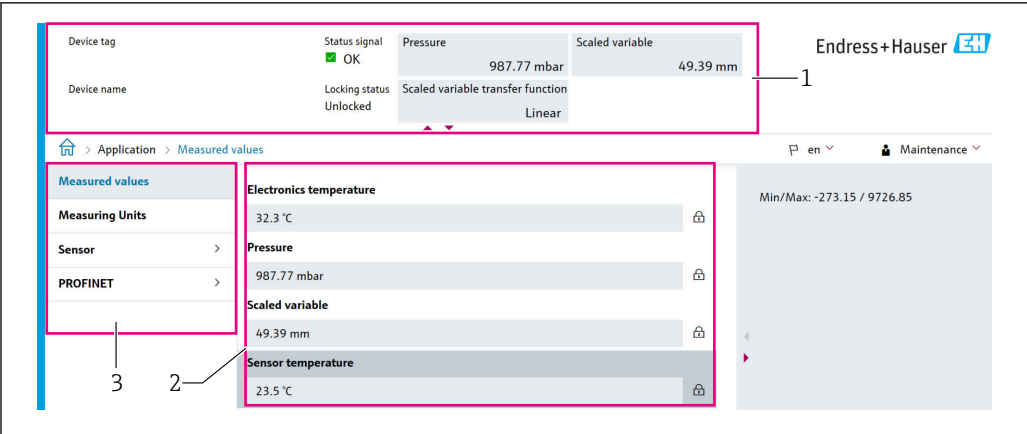 Device tag
Status signal
OK
Pressure
987.77 mbar
Scaled variable
49.39 mm
Endress+Hauser EH
1
Device name
Locking status
Unlocked
Scaled variable transfer function
Linear
> Application > Measured values
en
Maintenance
Measured values
Measuring Units
Sensor >
PROFINET >
3
2
Electronics temperature
32.3 °C
Pressure
987.77 mbar
Scaled variable
49.39 mm
Sensor temperature
23.5 °C
Min/Max: -273.15 / 9726.85